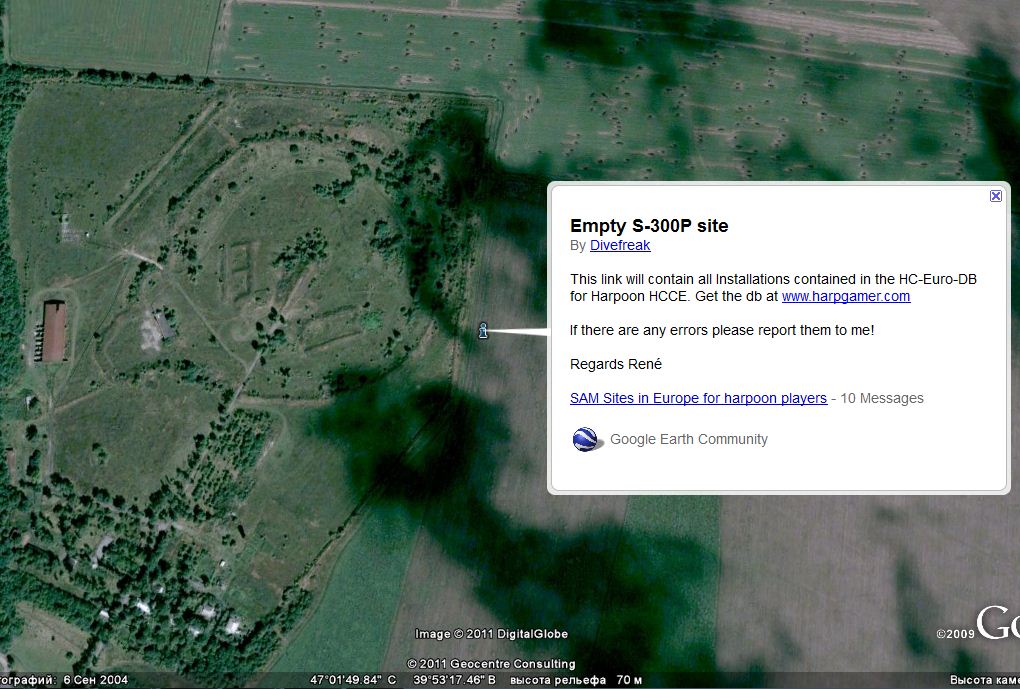 Empty S-300P site
By Divefreak
This link will contain all Installations contained in the HC-Euro-DB
for Harpoon HCCE. Get the db at www.harpgamer.com
If there are any errors please report them to me!
Regards René
SAM Sites in Europe for harpoon players - 10 Messages
Google Earth Community
Image © 2011 DigitalGlobe
©2009 Go
© 2011 Geocentre Consulting
тографий: 6 Сен 2004 47°01'49.84" С 39°53'17.46" В высота рельефа 70 м Высота каме